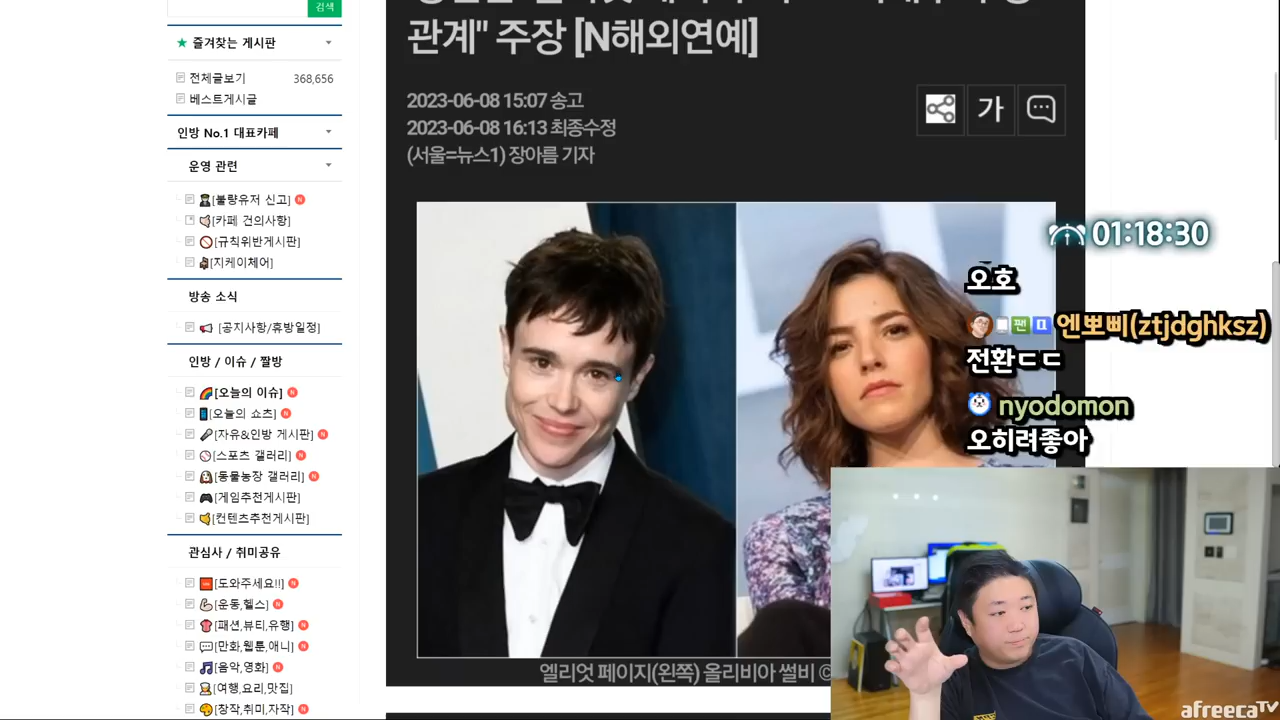 검색
★ 즐겨찾는 게시판
전체글보기 368,656
베스트게시글
인방 No.1 대표카페
운영 관련
[불량유저 신고] N
[카페 건의사항]
[규칙위반게시판]
[지케이체어]
방송 소식
[공지사항/휴방일정]
인방 / 이슈 / 짤방
[오늘의 이슈] N
[오늘의 쇼츠] N
[자유&인방 게시판] N
[스포츠 갤러리] N
[동물농장 갤러리] N
[게임추천게시판]
[컨텐츠추천게시판]
관심사 / 취미공유
[도와주세요!!] N
[운동,헬스] N
[패션,뷰티,유행] N
[만화,웹툰,애니] N
[음악,영화] N
[여행,요리,맛집]
[창작,취미,자작] N
관계" 주장 [N해외연예]
2023-06-08 15:07 송고
2023-06-08 16:13 최종수정
(서울=뉴스1) 장아름 기자
가
엘리엇 페이지(왼쪽) 올리비아 썰비 ©
01:18:30
오호
팬 엔뽀삐(ztjdghksz)
전환ㄷㄷ
nyodomon
오히려좋아
afreecaTV